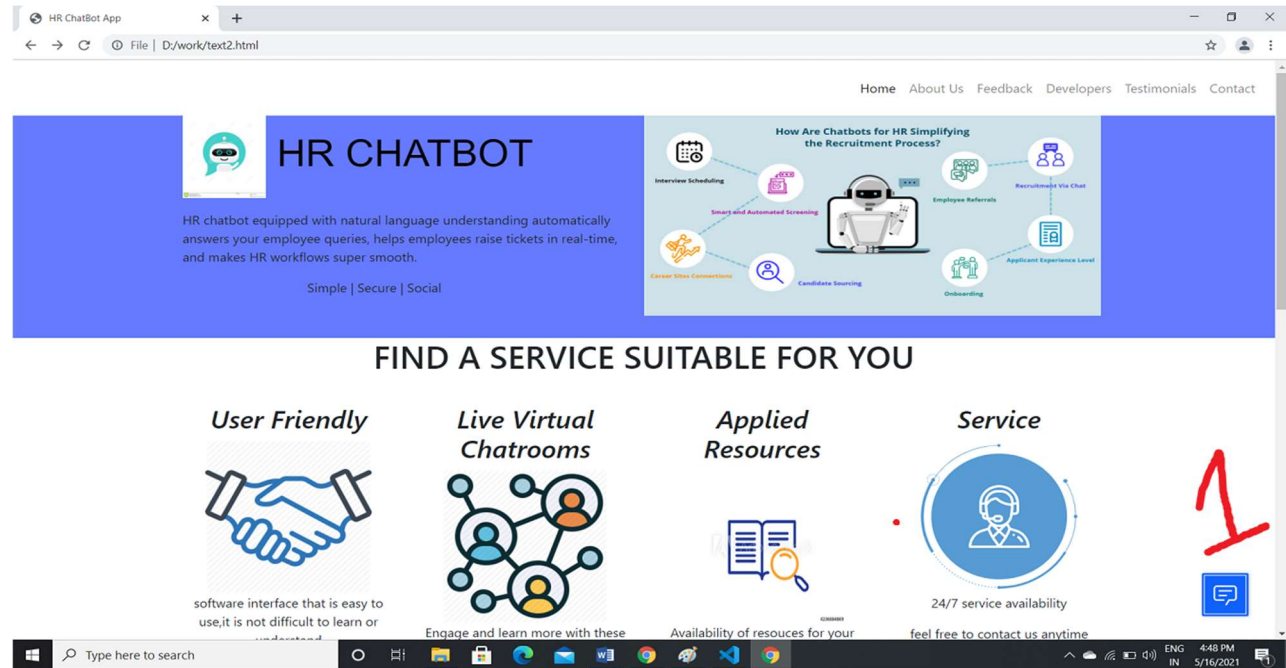 HR ChatBot App
File | D:/work/text2.html
Home About Us Feedback Developers Testimonials Contact
HR CHATBOT
HR chatbot equipped with natural language understanding automatically
answers your employee queries, helps employees raise tickets in real-time,
and makes HR workflows super smooth.
Simple | Secure | Social
How Are Chatbots for HR Simplifying
the Recruitment Process?
Interview Scheduling
Smart and Automated Screening
Career Sites Connections
Candidate Sourcing
Recruitment Via Chat
Employee Referrals
Applicant Experience Level
Onboarding
FIND A SERVICE SUITABLE FOR YOU
User Friendly
software interface that is easy to
use,it is not difficult to learn or
understand
Live Virtual
Chatrooms
Engage and learn more with these
Applied
Resources
Availability of resouces for your
Service
24/7 service availability
feel free to contact us anytime
1
Type here to search
ENG
IN
4:48 PM
5/16/2021